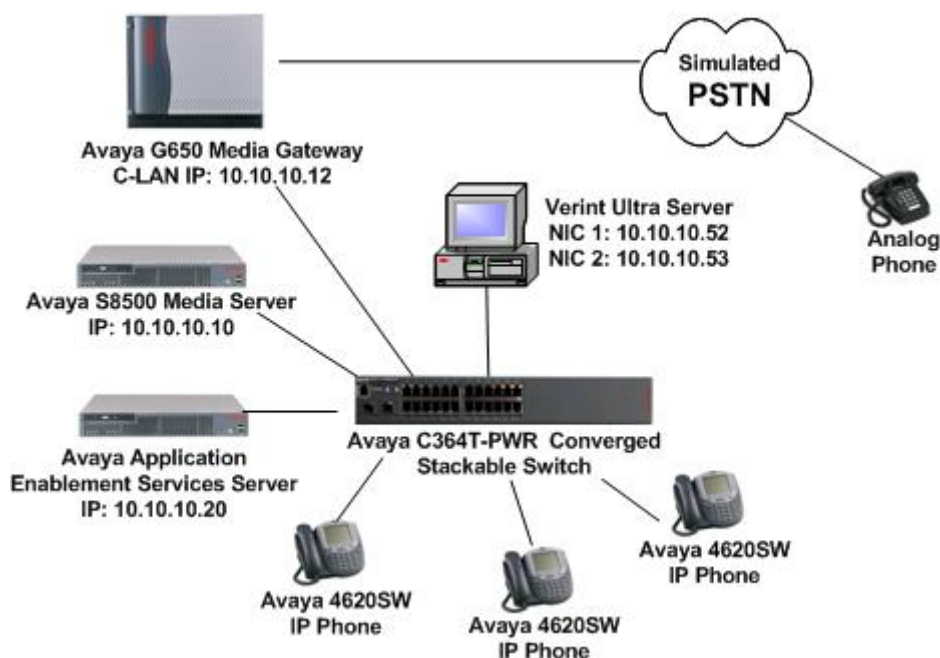 Simulated
PSTN
Avaya G650 Media Gateway
C-LAN IP: 10.10.10.12
Verint Ultra Server
NIC 1: 10.10.10.52
NIC 2: 10.10.10.53
Analog
Phone
Avaya S8500 Media Server
IP: 10.10.10.10
Avaya C364T-PWR Converged
Stackable Switch
Avaya Application
Enablement Services Server
IP: 10.10.10.20
Avaya 4620SW
IP Phone
Avaya 4620SW
IP Phone
Avaya 4620SW
IP Phone